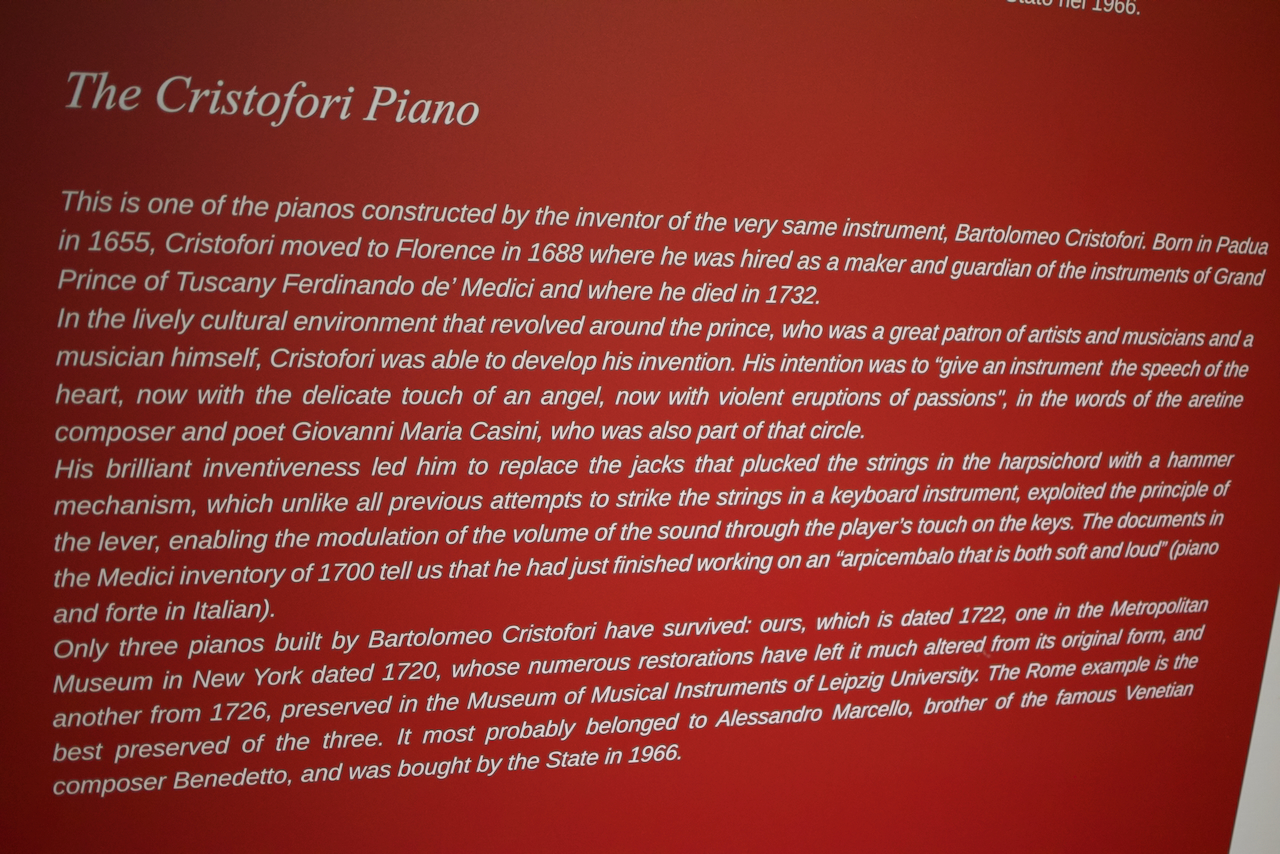 Stato nel 1966.
The Cristofori Piano
This is one of the pianos constructed by the inventor of the very same instrument, Bartolomeo Cristofori. Born in Padua
in 1655, Cristofori moved to Florence in 1688 where he was hired as a maker and guardian of the instruments of Grand
Prince of Tuscany Ferdinando de’ Medici and where he died in 1732.
In the lively cultural environment that revolved around the prince, who was a great patron of artists and musicians and a
musician himself, Cristofori was able to develop his invention. His intention was to “give an instrument the speech of the
heart, now with the delicate touch of an angel, now with violent eruptions of passions”, in the words of the aretine
composer and poet Giovanni Maria Casini, who was also part of that circle.
His brilliant inventiveness led him to replace the jacks that plucked the strings in the harpsichord with a hammer
mechanism, which unlike all previous attempts to strike the strings in a keyboard instrument, exploited the principle of
the lever, enabling the modulation of the volume of the sound through the player’s touch on the keys. The documents in
the Medici inventory of 1700 tell us that he had just finished working on an “arpicembalo that is both soft and loud” (piano
and forte in Italian).
Only three pianos built by Bartolomeo Cristofori have survived: ours, which is dated 1722, one in the Metropolitan
Museum in New York dated 1720, whose numerous restorations have left it much altered from its original form, and
another from 1726, preserved in the Museum of Musical Instruments of Leipzig University. The Rome example is the
best preserved of the three. It most probably belonged to Alessandro Marcello, brother of the famous Venetian
composer Benedetto, and was bought by the State in 1966.